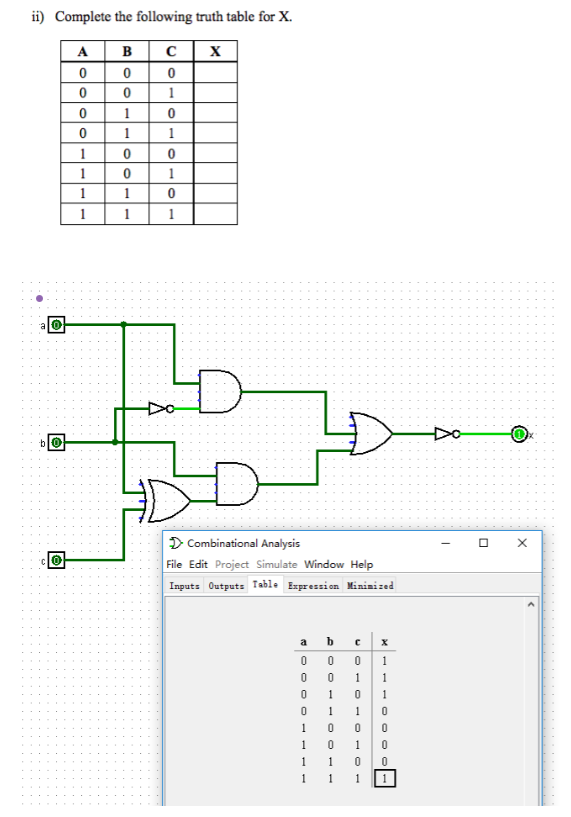 ii) Complete the following truth table for X.
A B C X
0 0 0
0 0 1
0 1 0
0 1 1
1 0 0
1 0 1
1 1 0
1 1 1
a 0
b 0
1 x
c 0
Combinational Analysis
File Edit Project Simulate Window Help
Inputs Outputs Table Expression Minimized
a b c x
0 0 0 1
0 0 1 1
0 1 0 1
0 1 1 0
1 0 0 0
1 0 1 0
1 1 0 0
1 1 1 1